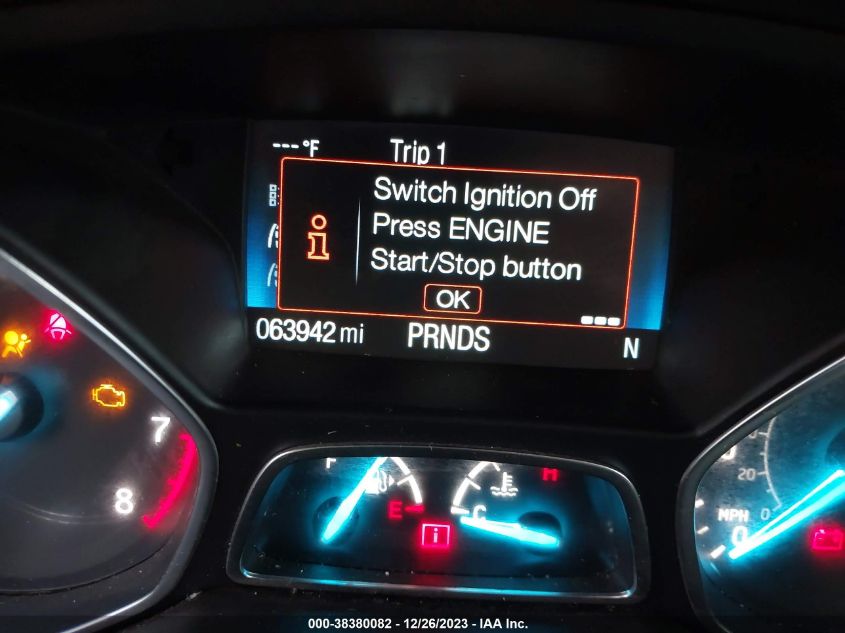 --- °F Trip 1
Switch Ignition Off
Press ENGINE
Start/Stop button
OK
063942 mi PRNDS N
7
8
F
E
H
C
20
0
MPH
0
000-38380082 - 12/26/2023 - IAA Inc.